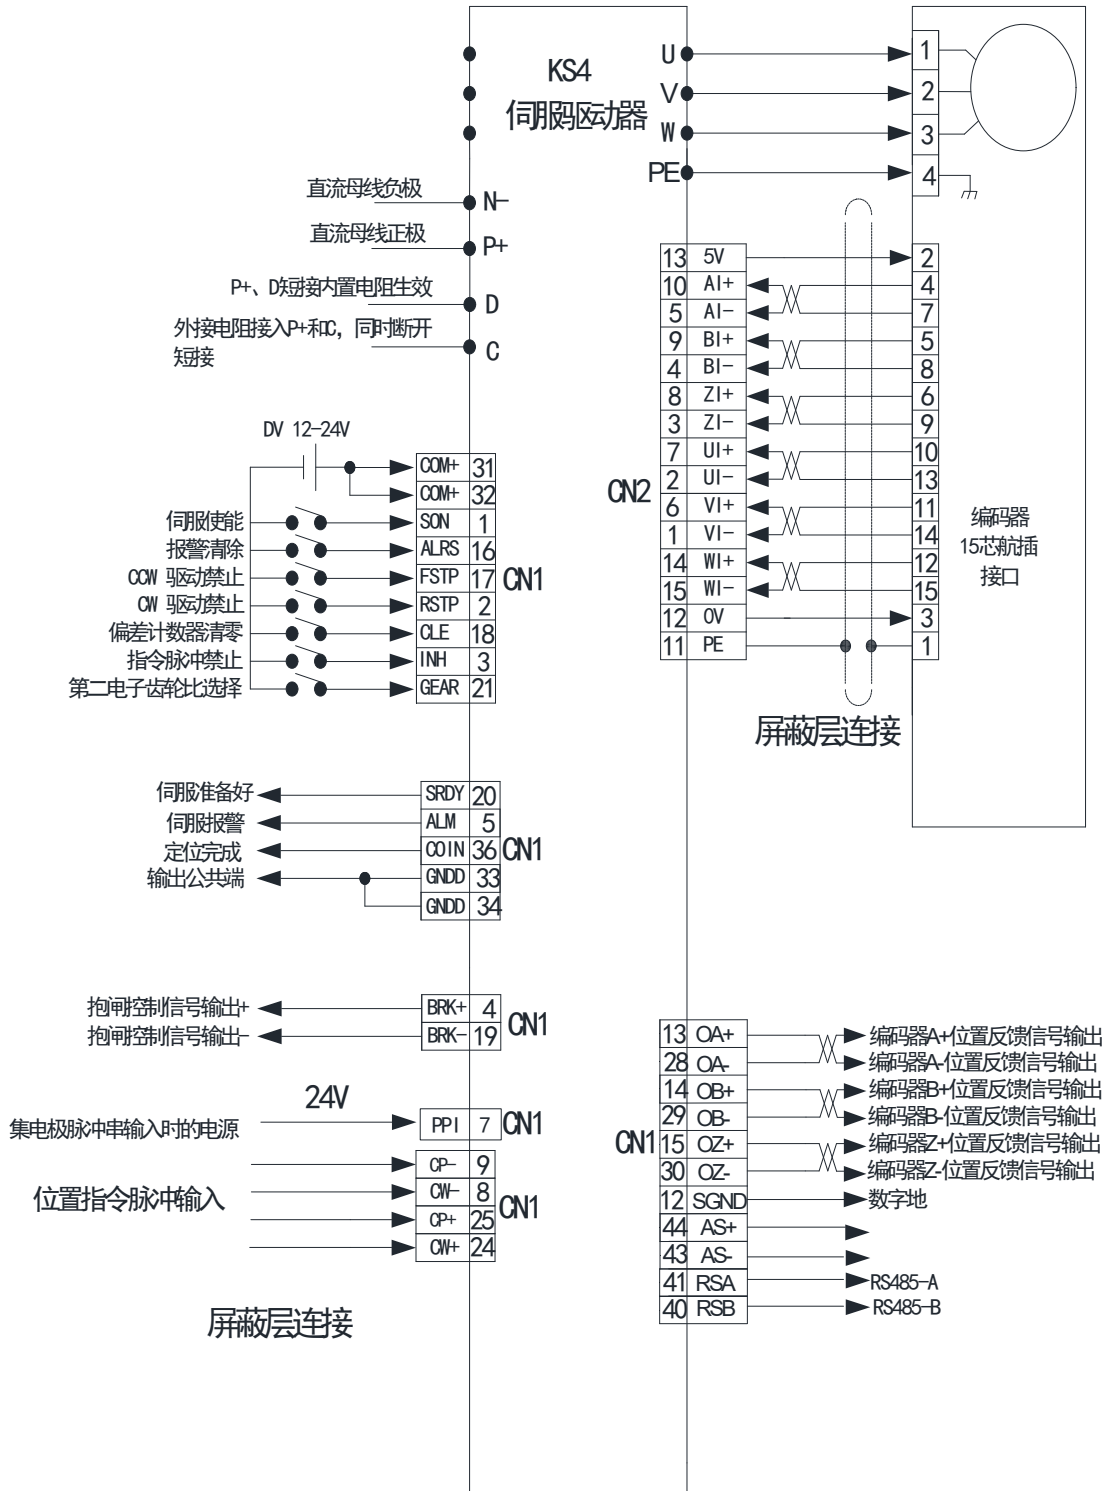 KS4
伺服驱动器
U
V
W
PE
1
2
3
4
直流母线负极
N-
直流母线正极
P+
P+、D短接内置电阻生效
D
外接电阻接入P+和C，同时断开
短接
C
DV 12-24V
COM+ 31
COM+ 32
伺服使能 SON 1
报警清除 ALRS 16
CCW 驱动禁止 FSTP 17
CW 驱动禁止 RSTP 2
偏差计数器清零 CLE 18
指令脉冲禁止 INH 3
第二电子齿轮比选择 GEAR 21
CN1
13 5V 2
10 AI+ 4
5 AI- 7
9 BI+ 5
4 BI- 8
8 ZI+ 6
3 ZI- 9
7 UI+ 10
2 UI- 13
6 VI+ 11
1 VI- 14
14 WI+ 12
15 WI- 15
12 0V 3
11 PE 1
CN2
编码器
15芯航插
接口
屏蔽层连接
伺服准备好 SRDY 20
伺服报警 ALM 5
定位完成 COIN 36
输出公共端 GNDD 33
GNDD 34
CN1
抱闸控制信号输出+ BRK+ 4
抱闸控制信号输出- BRK- 19
CN1
24V
集电极脉冲串输入时的电源 PPI 7 CN1
位置指令脉冲输入
CP- 9
CW- 8
CP+ 25
CW+ 24
CN1
屏蔽层连接
CN1
13 OA+ 编码器A+位置反馈信号输出
28 OA- 编码器A-位置反馈信号输出
14 OB+ 编码器B+位置反馈信号输出
29 OB- 编码器B-位置反馈信号输出
15 OZ+ 编码器Z+位置反馈信号输出
30 OZ- 编码器Z-位置反馈信号输出
12 SGND 数字地
44 AS+
43 AS-
41 RSA RS485-A
40 RSB RS485-B